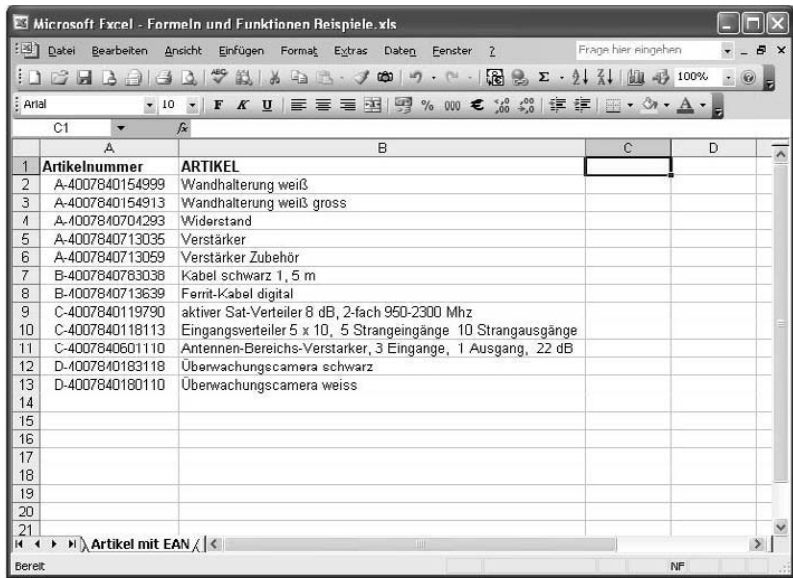 Microsoft Excel - Formeln und Funktionen Beispiele.xls
Datei Bearbeiten Ansicht Einfügen Format Extras Daten Fenster ? Frage hier eingeben
100%
Arial 10 F K U % 000 €
C1 fx
A B C D
1 Artikelnummer ARTIKEL
2 A-4007840154999 Wandhalterung weiß
3 A-4007840154913 Wandhalterung weiß gross
4 A-4007840704293 Widerstand
5 A-4007840713035 Verstärker
6 A-4007840713059 Verstärker Zubehör
7 B-4007840783038 Kabel schwarz 1, 5 m
8 B-4007840713639 Ferrit-Kabel digital
9 C-4007840119790 aktiver Sat-Verteiler 8 dB, 2-fach 950-2300 Mhz
10 C-4007840118113 Eingangsverteiler 5 x 10, 5 Strangeingänge 10 Strangausgänge
11 C-4007840601110 Antennen-Bereichs-Verstarker, 3 Eingange, 1 Ausgang, 22 dB
12 D-4007840183118 Überwachungscamera schwarz
13 D-4007840180110 Überwachungscamera weiss
14
15
16
17
18
19
20
21
Artikel mit EAN
Bereit NF